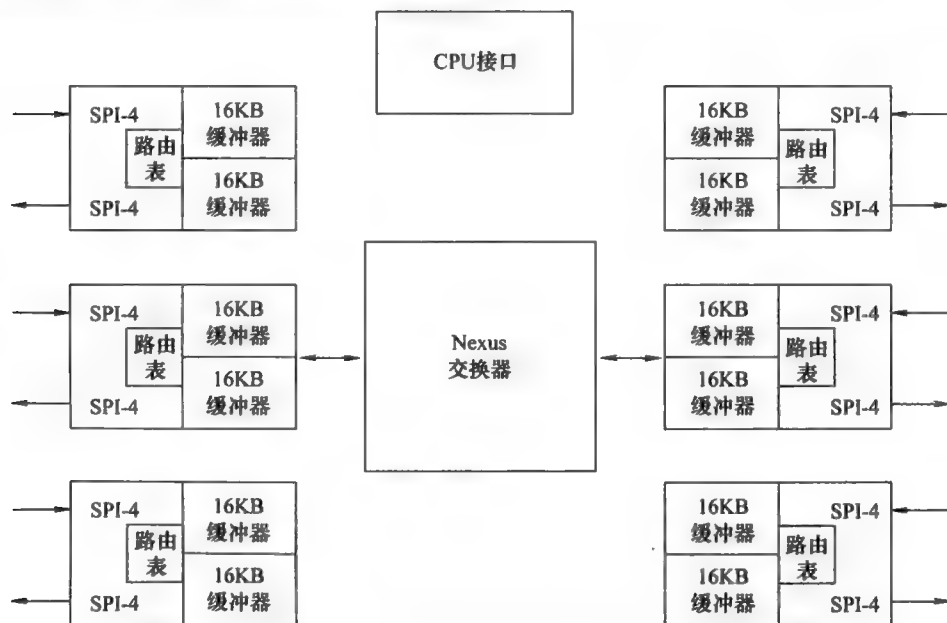 CPU接口
SPI-4
路由
表
SPI-4
16KB
缓冲器
16KB
缓冲器
16KB
缓冲器
16KB
缓冲器
SPI-4
路由
表
SPI-4
SPI-4
路由
表
SPI-4
16KB
缓冲器
16KB
缓冲器
Nexus
交换器
16KB
缓冲器
16KB
缓冲器
SPI-4
路由
表
SPI-4
SPI-4
路由
表
SPI-4
16KB
缓冲器
16KB
缓冲器
16KB
缓冲器
16KB
缓冲器
SPI-4
路由
表
SPI-4